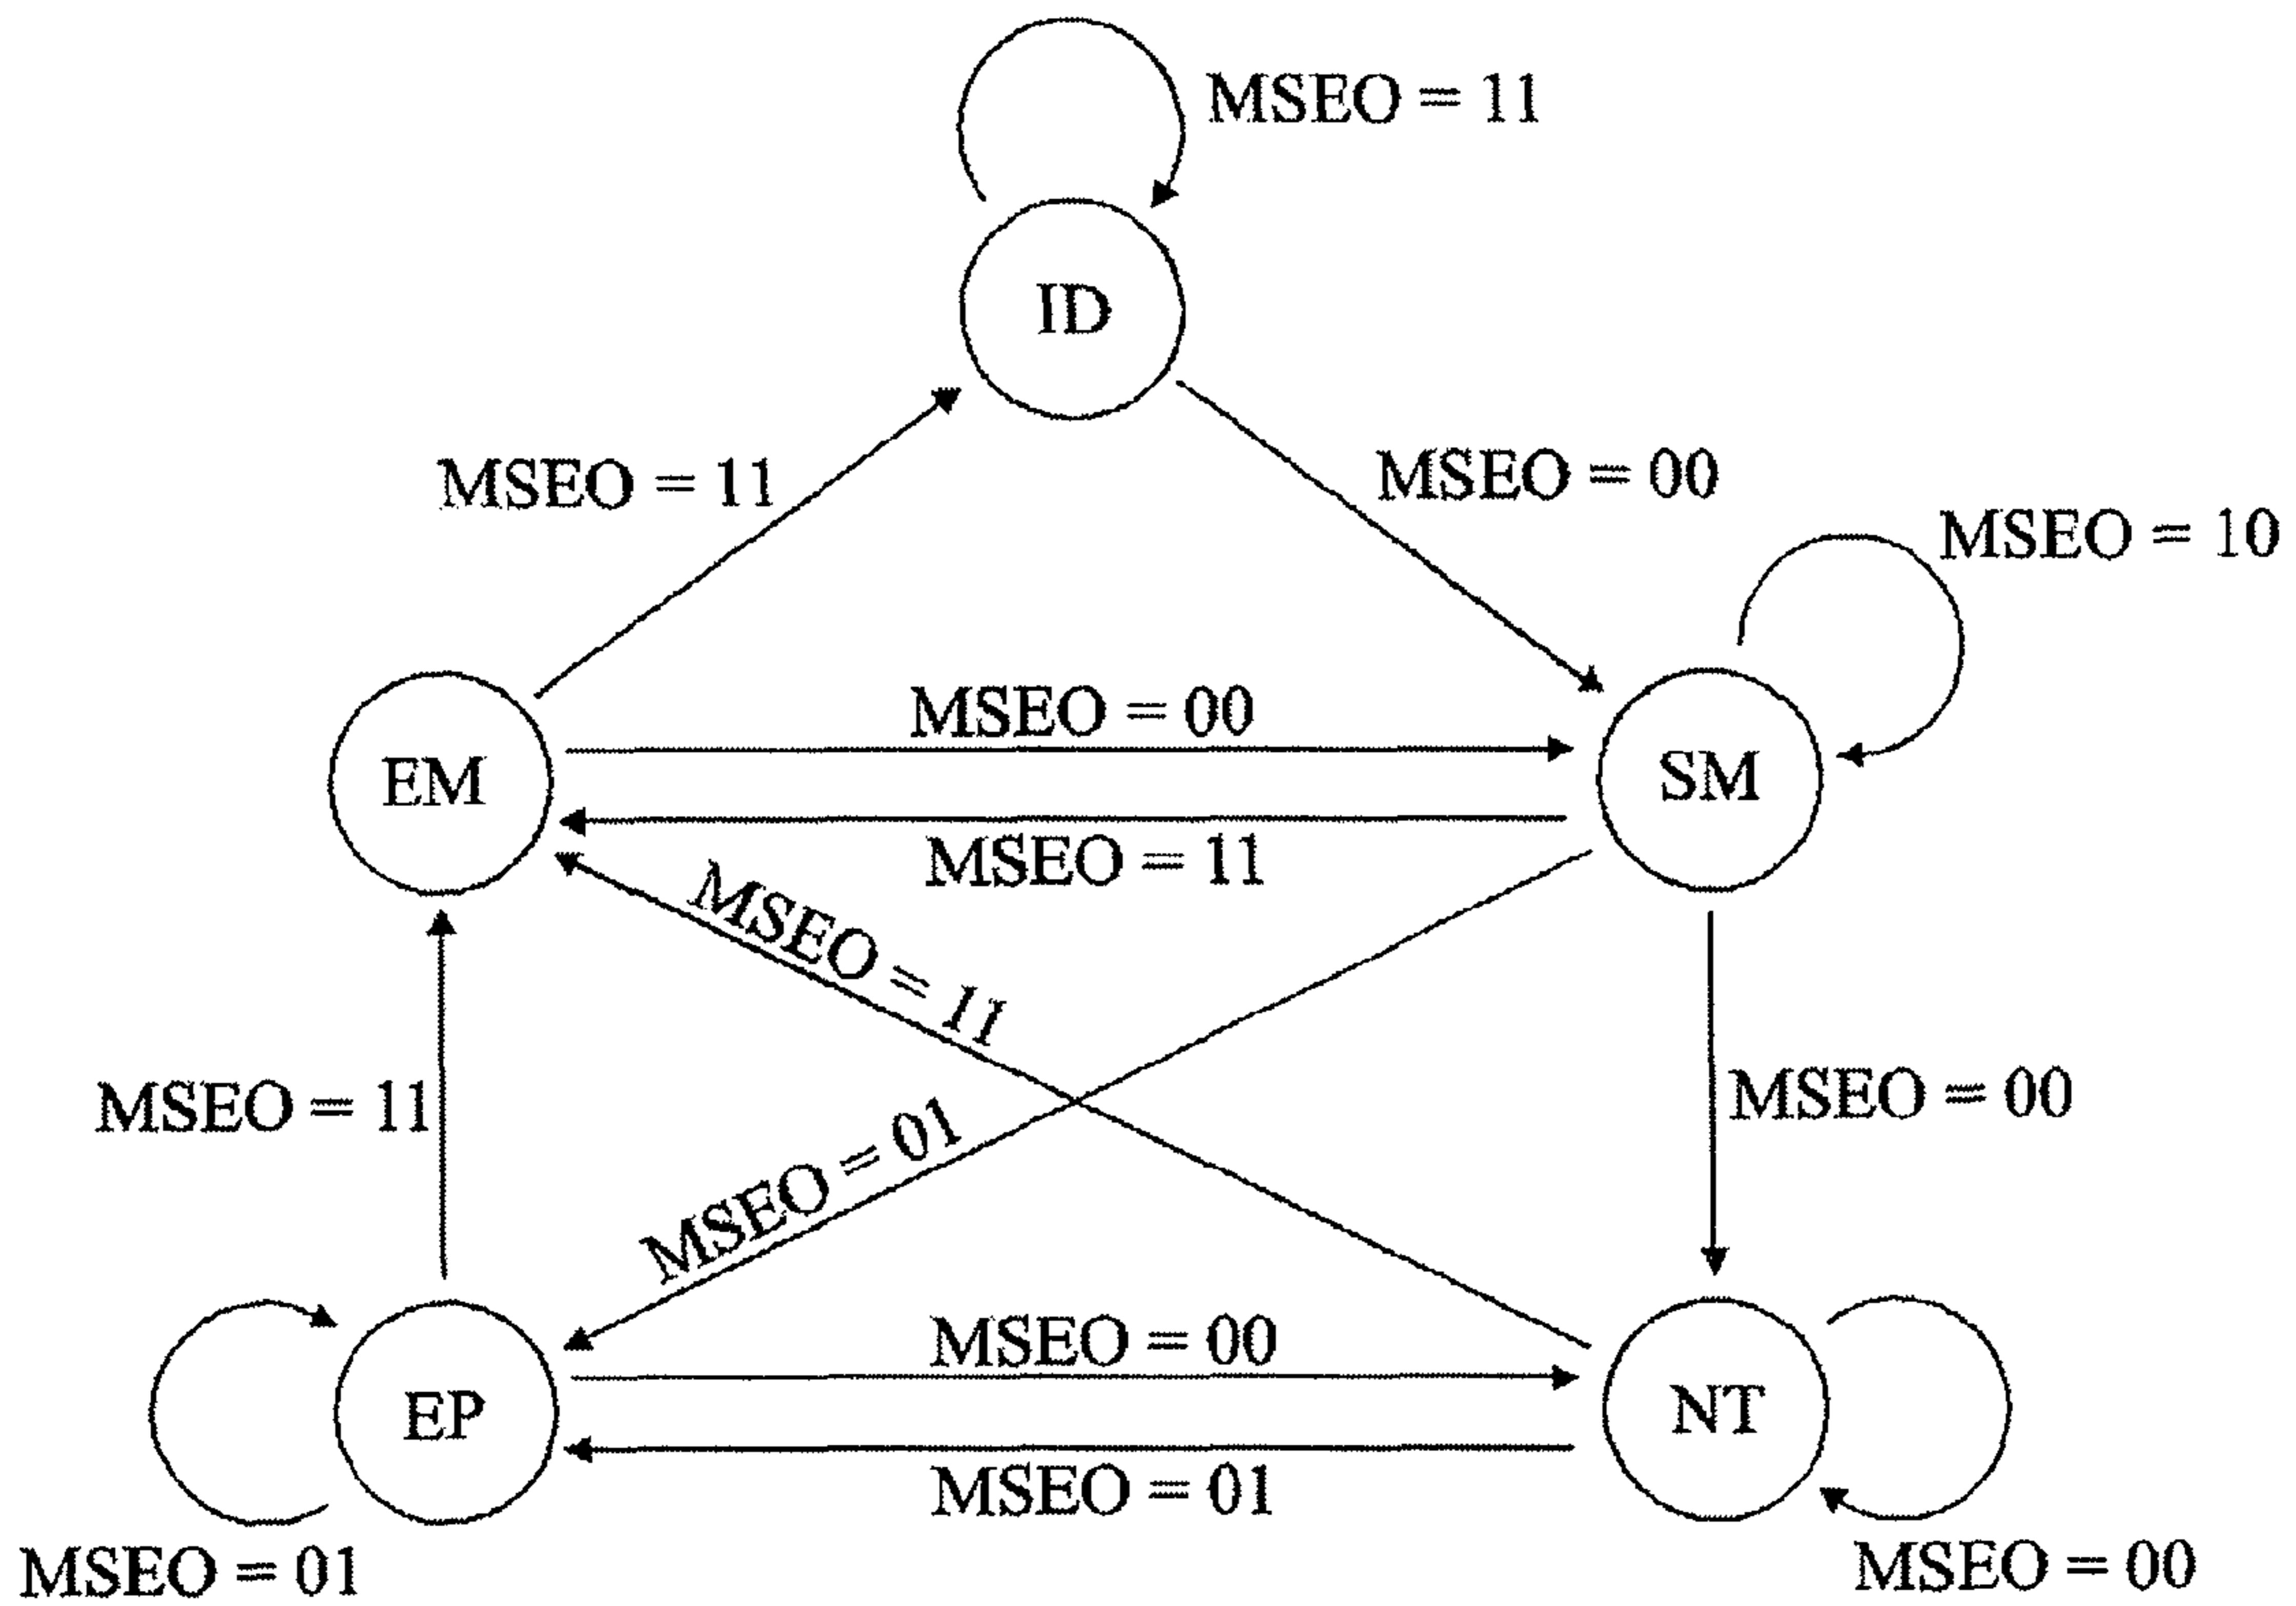 MSEO = 11
ID
MSEO = 11
MSEO = 00
MSEO = 10
MSEO = 00
EM
SM
MSEO = 11
MSEO = 11
MSEO = 11
MSEO = 00
MSEO = 01
MSEO = 00
EP
NT
MSEO = 01
MSEO = 01
MSEO = 00